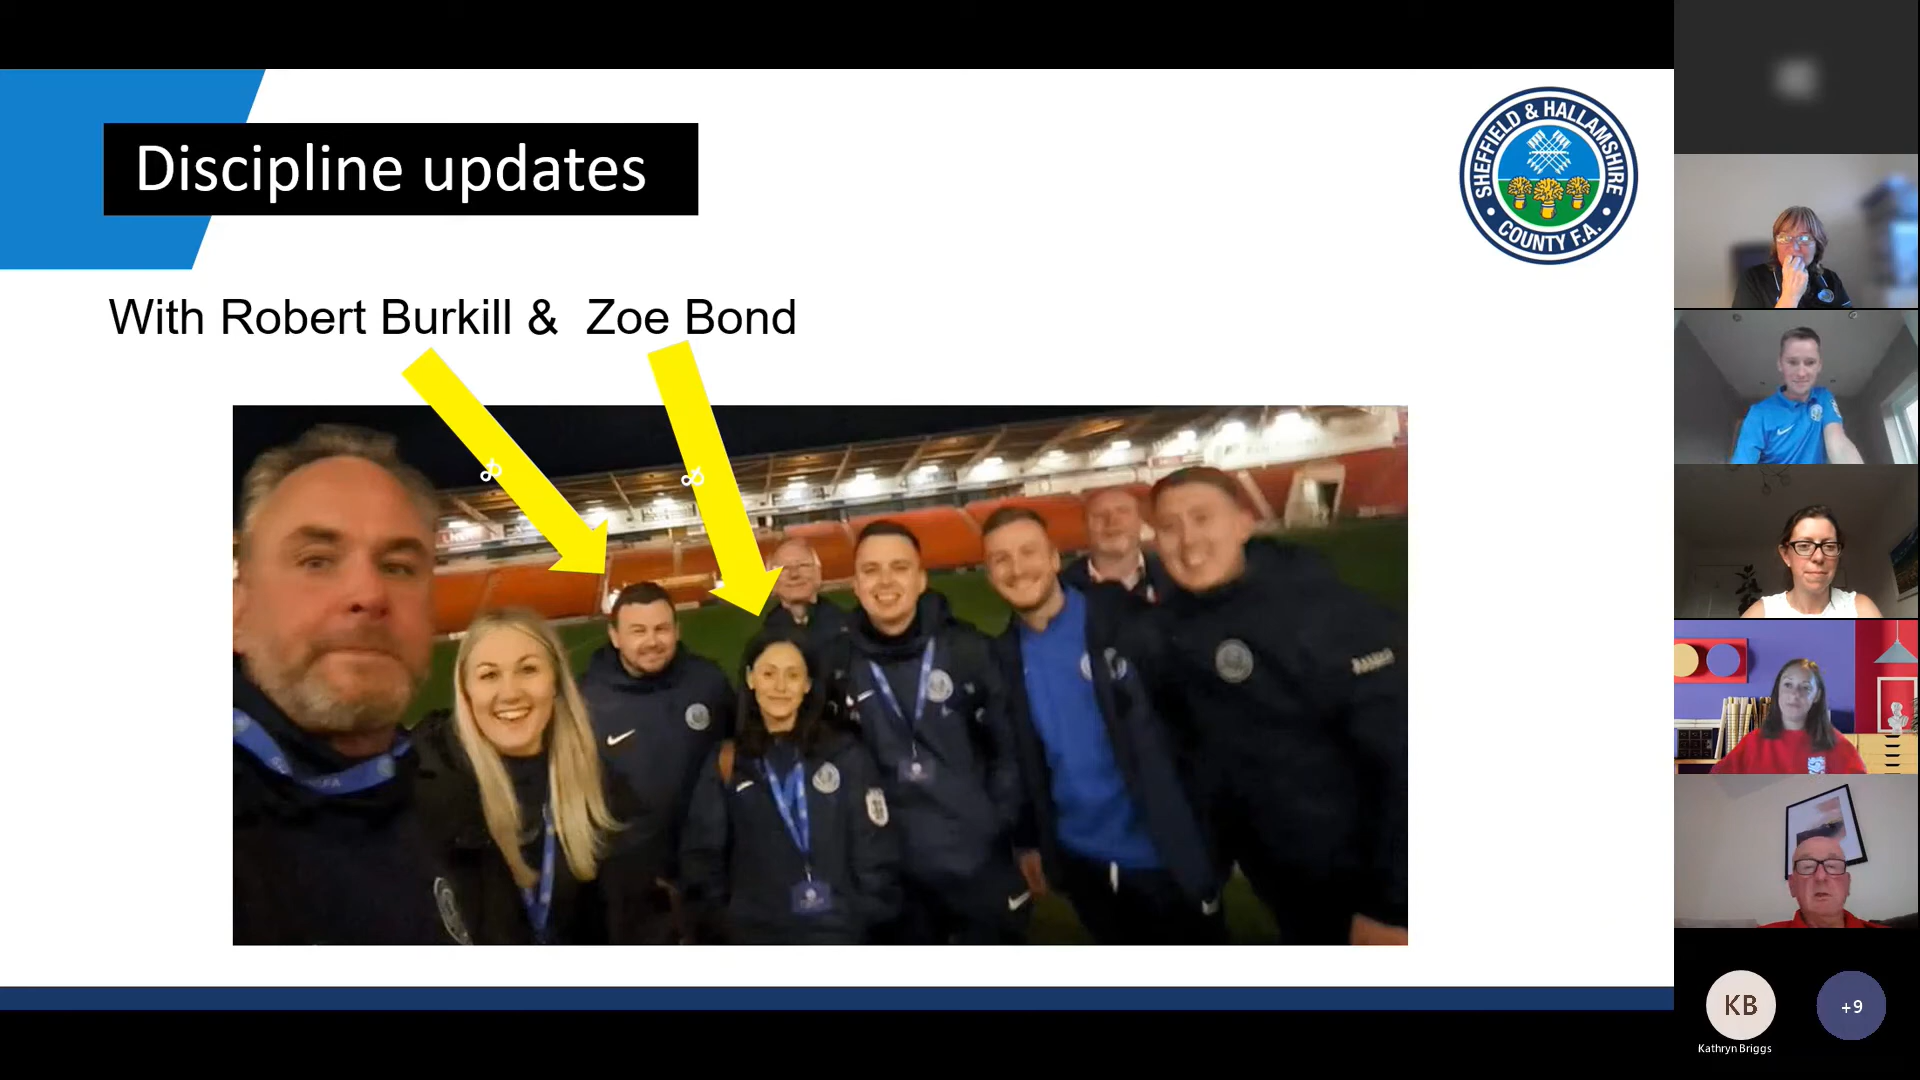 Discipline updates
SHEFFIELD & HALLAMSHIRE
COUNTY F.A.
With Robert Burkill & Zoe Bond
&
&
KB
+9
Kathryn Briggs